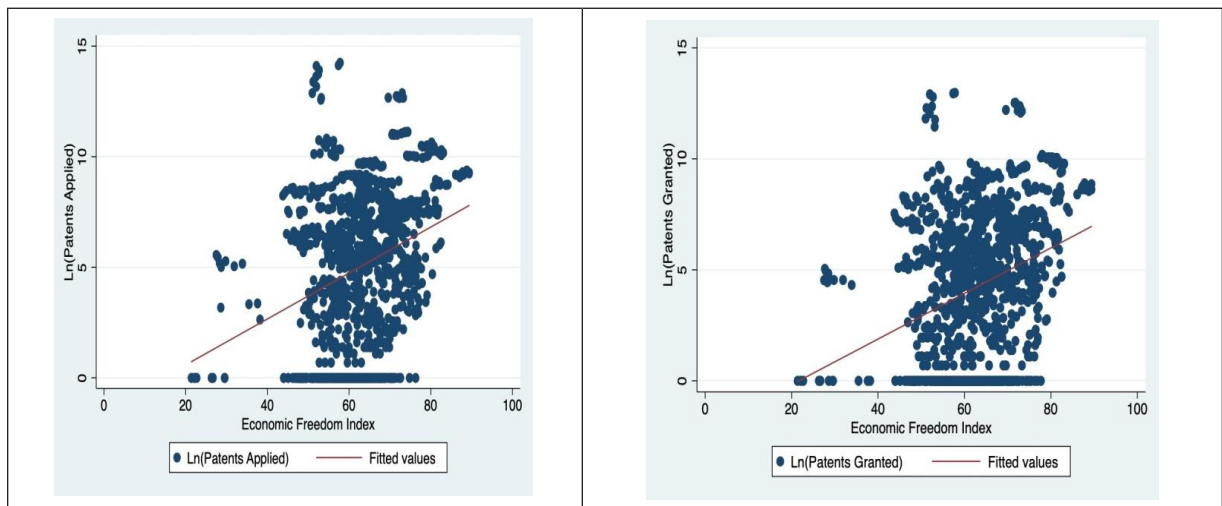 15
10
5
0
Ln(Patents Applied)
0 20 40 60 80 100
Economic Freedom Index
Ln(Patents Applied) Fitted values
15
10
5
0
Ln(Patents Granted)
0 20 40 60 80 100
Economic Freedom Index
Ln(Patents Granted) Fitted values